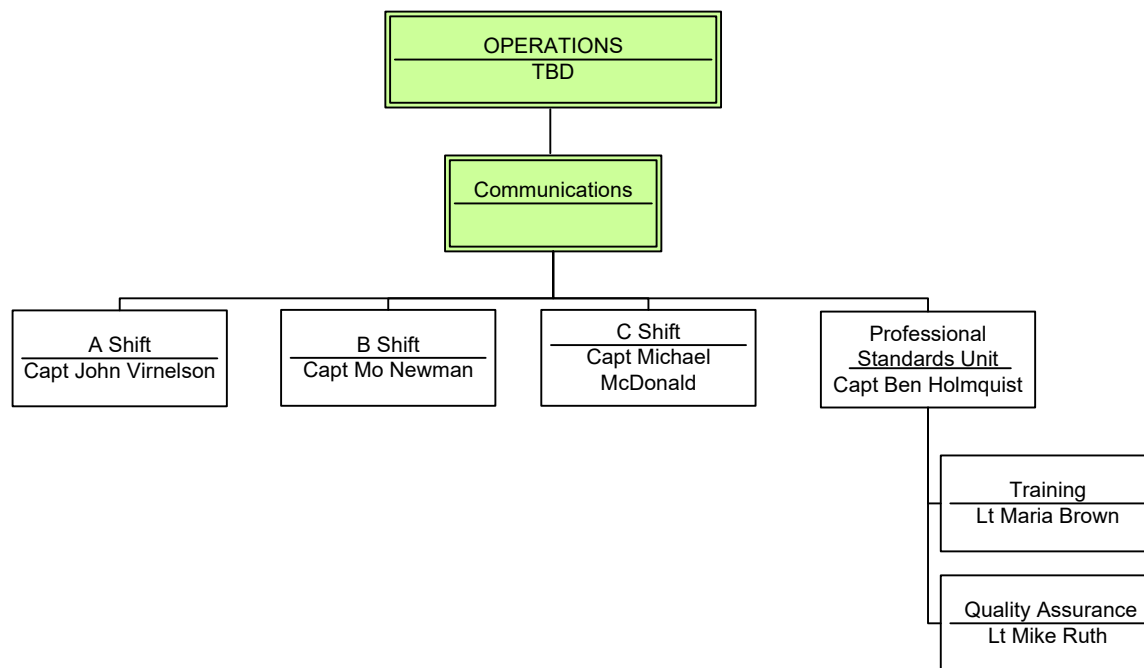 OPERATIONS
TBD
Communications
A Shift
Capt John Virnelson
B Shift
Capt Mo Newman
C Shift
Capt Michael
McDonald
Professional
Standards Unit
Capt Ben Holmquist
Training
Lt Maria Brown
Quality Assurance
Lt Mike Ruth